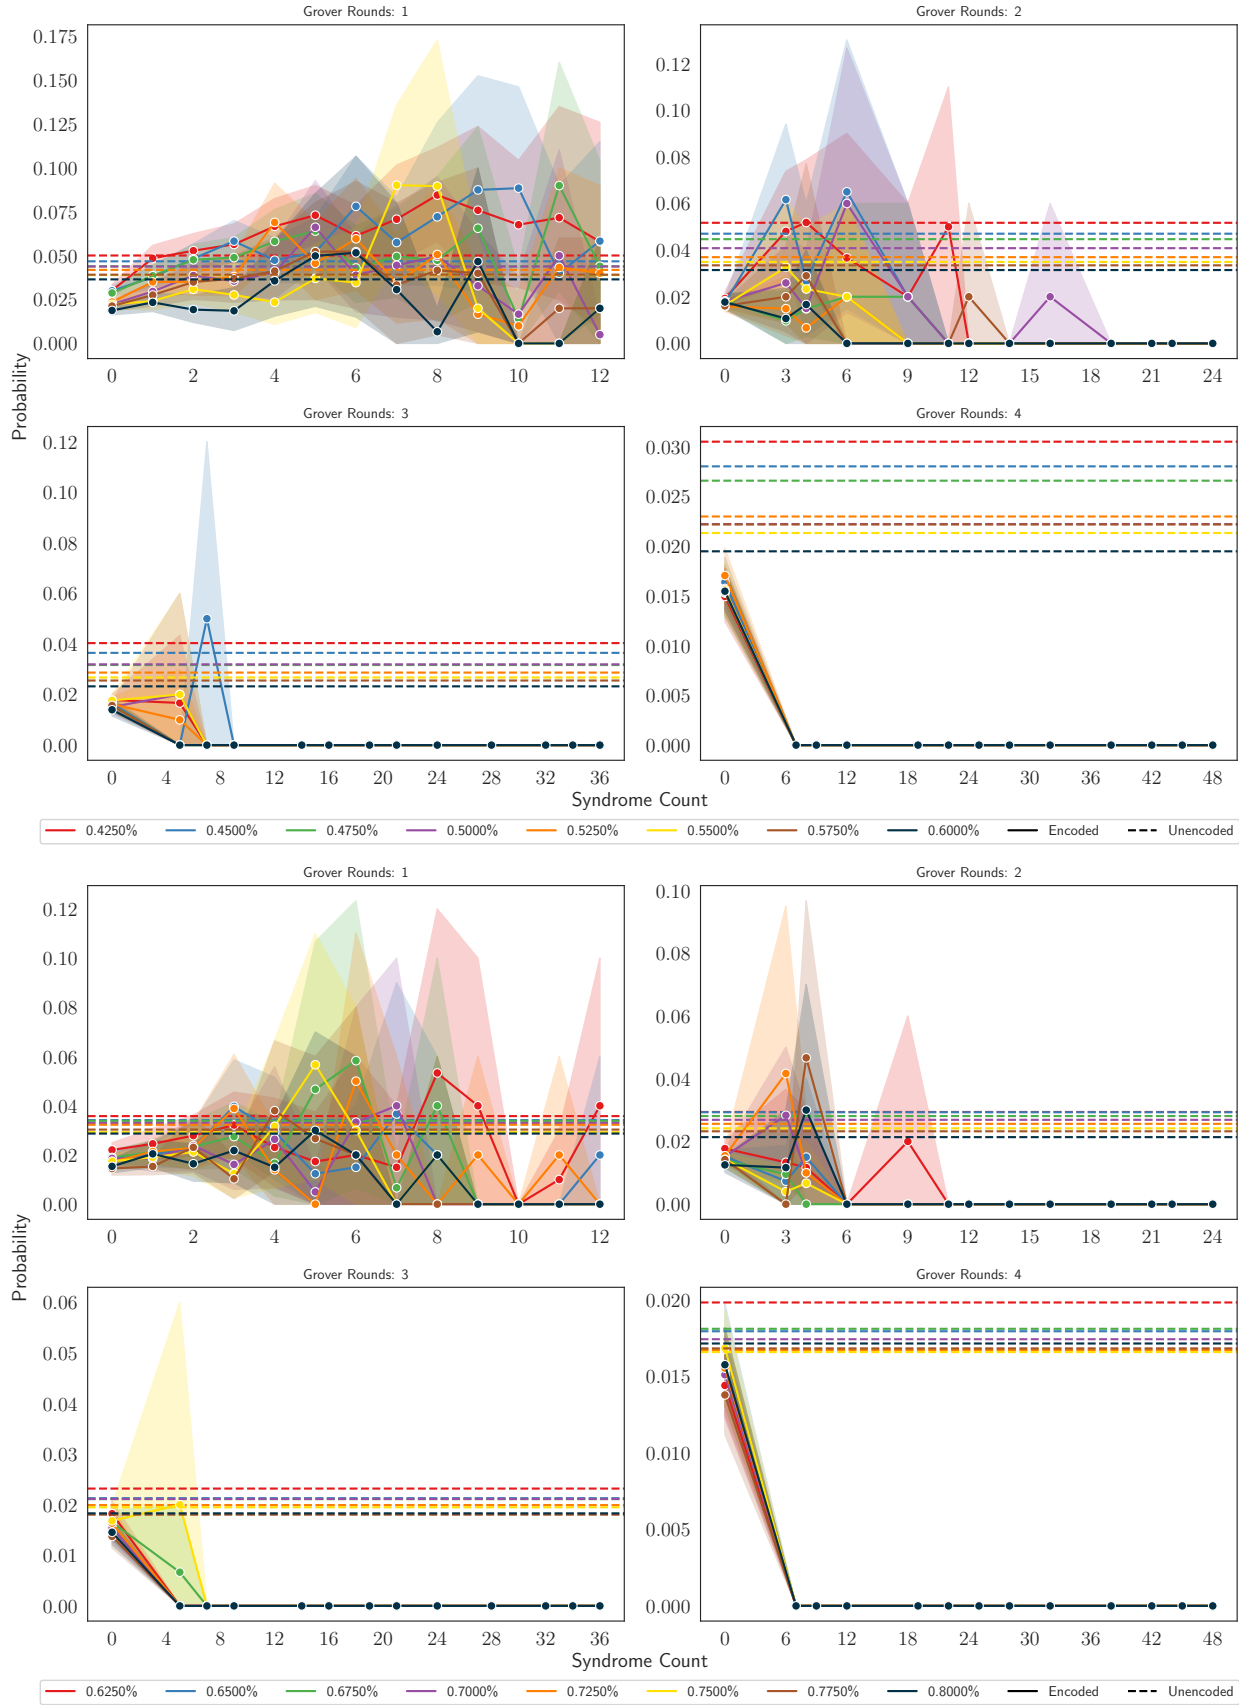 Grover Rounds: 1
Grover Rounds: 2
0.175
0.150
0.125
0.100
0.075
0.050
0.025
0.000
0 2 4 6 8 10 12
0.12
0.10
0.08
0.06
0.04
0.02
0.00
0 3 6 9 12 15 18 21 24
Probability
Grover Rounds: 3
Grover Rounds: 4
0.12
0.10
0.08
0.06
0.04
0.02
0.00
0 4 8 12 16 20 24 28 32 36
0.030
0.025
0.020
0.015
0.010
0.005
0.000
0 6 12 18 24 30 36 42 48
Syndrome Count
0.4250% 0.4500% 0.4750% 0.5000% 0.5250% 0.5500% 0.5750% 0.6000% Encoded Unencoded
Grover Rounds: 1
Grover Rounds: 2
0.12
0.10
0.08
0.06
0.04
0.02
0.00
0 2 4 6 8 10 12
0.10
0.08
0.06
0.04
0.02
0.00
0 3 6 9 12 15 18 21 24
Probability
Grover Rounds: 3
Grover Rounds: 4
0.06
0.05
0.04
0.03
0.02
0.01
0.00
0 4 8 12 16 20 24 28 32 36
0.020
0.015
0.010
0.005
0.000
0 6 12 18 24 30 36 42 48
Syndrome Count
0.6250% 0.6500% 0.6750% 0.7000% 0.7250% 0.7500% 0.7750% 0.8000% Encoded Unencoded